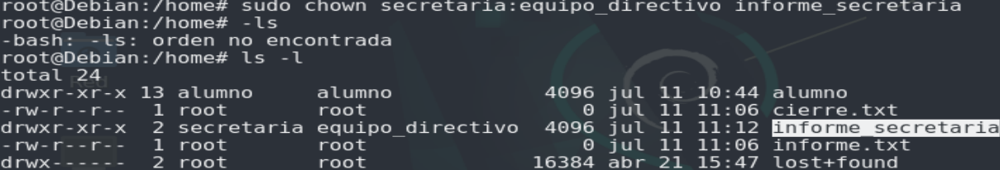 root@Debian:/home# sudo chown secretaria:equipo_directivo informe_secretaria
root@Debian:/home# -ls
-bash: -ls: orden no encontrada
root@Debian:/home# ls -l
total 24
drwxr-xr-x 13 alumno     alumno             4096 jul 11 10:44 alumno
-rw-r--r--  1 root       root                  0 jul 11 11:06 cierre.txt
drwxr-xr-x  2 secretaria equipo_directivo  4096 jul 11 11:12 informe_secretaria
-rw-r--r--  1 root       root                  0 jul 11 11:06 informe.txt
drwx------  2 root       root              16384 abr 21 15:47 lost+found
Red